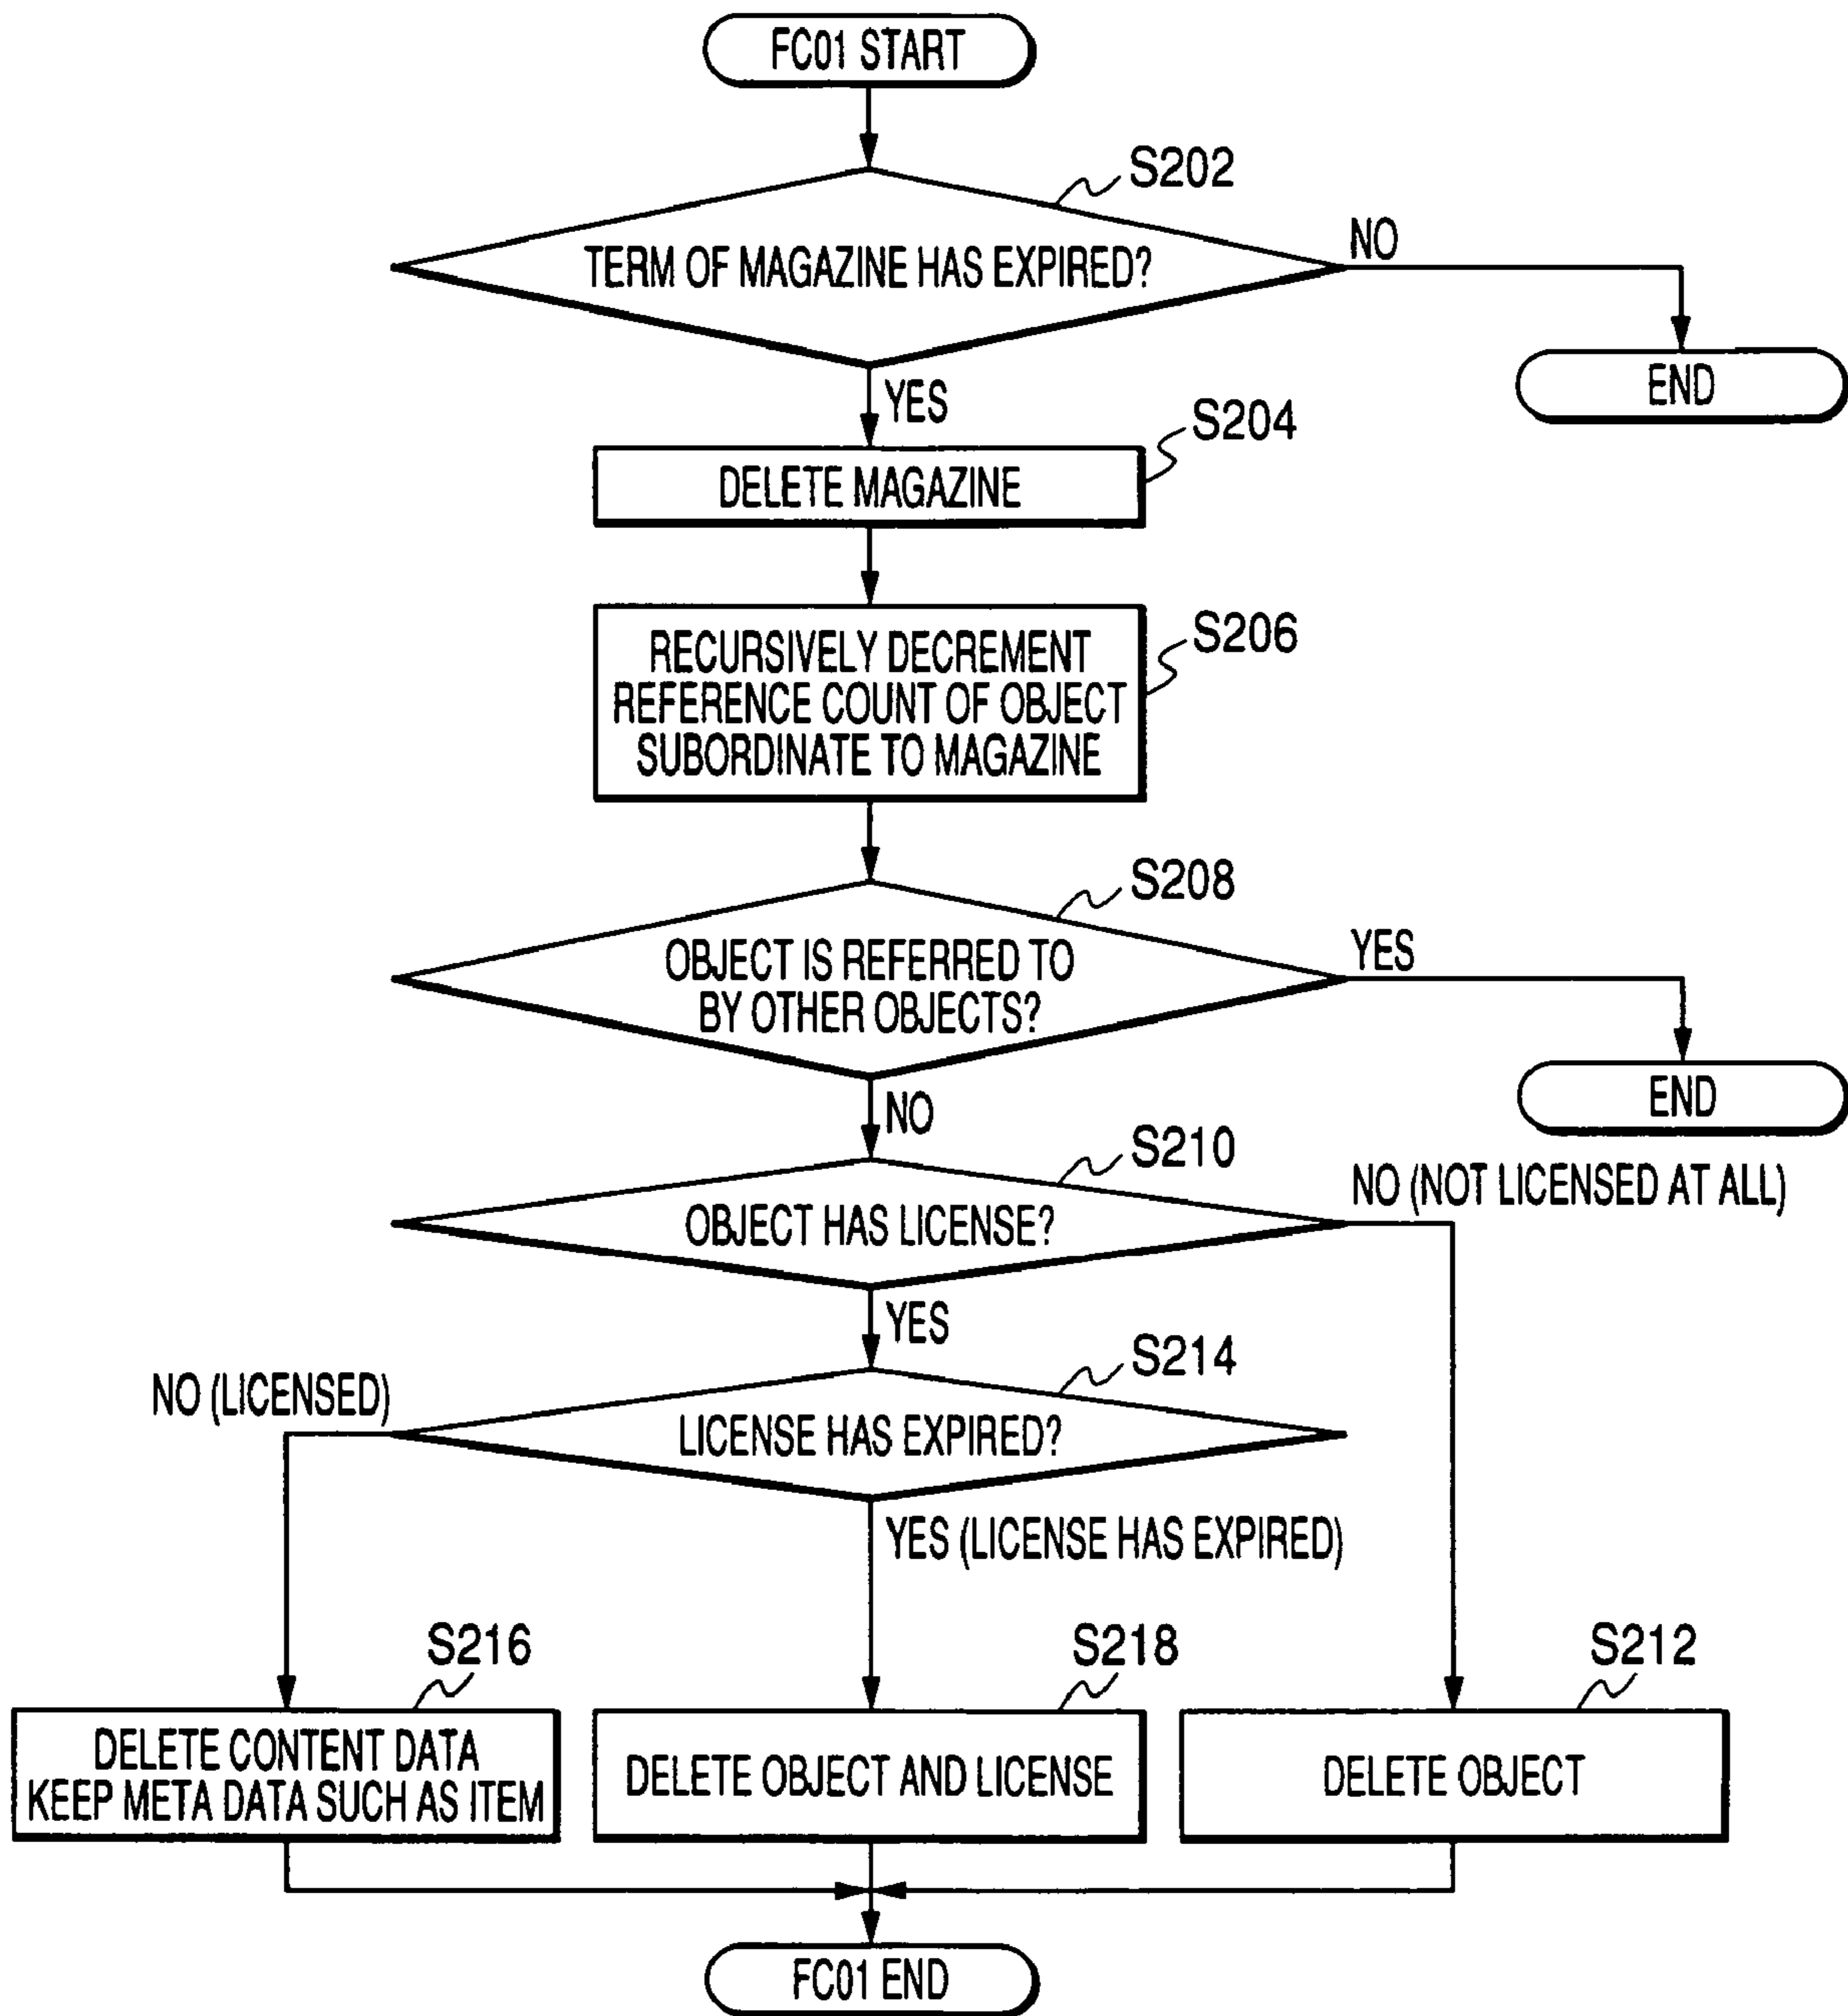 FC01 START
S202
TERM OF MAGAZINE HAS EXPIRED?
NO
END
YES
S204
DELETE MAGAZINE
S206
RECURSIVELY DECREMENT
REFERENCE COUNT OF OBJECT
SUBORDINATE TO MAGAZINE
S208
OBJECT IS REFERRED TO
BY OTHER OBJECTS?
YES
END
NO
S210
OBJECT HAS LICENSE?
NO (NOT LICENSED AT ALL)
YES
S214
NO (LICENSED)
LICENSE HAS EXPIRED?
YES (LICENSE HAS EXPIRED)
S216
DELETE CONTENT DATA
KEEP META DATA SUCH AS ITEM
S218
DELETE OBJECT AND LICENSE
S212
DELETE OBJECT
FC01 END